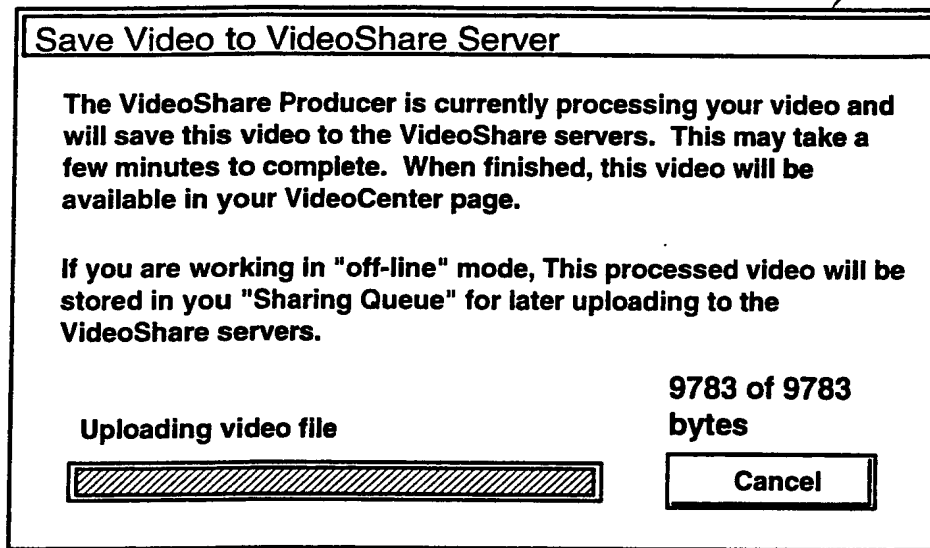 Save Video to VideoShare Server
The VideoShare Producer is currently processing your video and
will save this video to the VideoShare servers. This may take a
few minutes to complete. When finished, this video will be
available in your VideoCenter page.
If you are working in "off-line" mode, This processed video will be
stored in you "Sharing Queue" for later uploading to the
VideoShare servers.
9783 of 9783
bytes
Uploading video file
Cancel